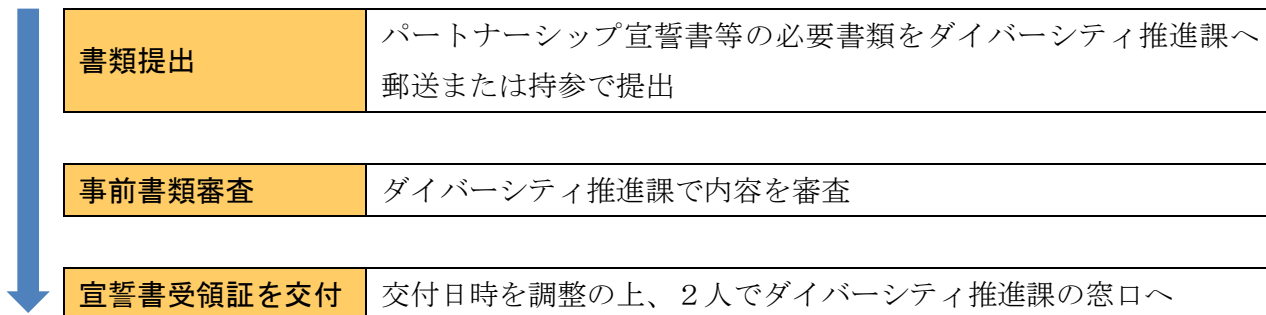 書類提出
パートナーシップ宣誓書等の必要書類をダイバーシティ推進課へ
郵送または持参で提出
事前書類審査
ダイバーシティ推進課で内容を審査
宣誓書受領証を交付
交付日時を調整の上、２人でダイバーシティ推進課の窓口へ